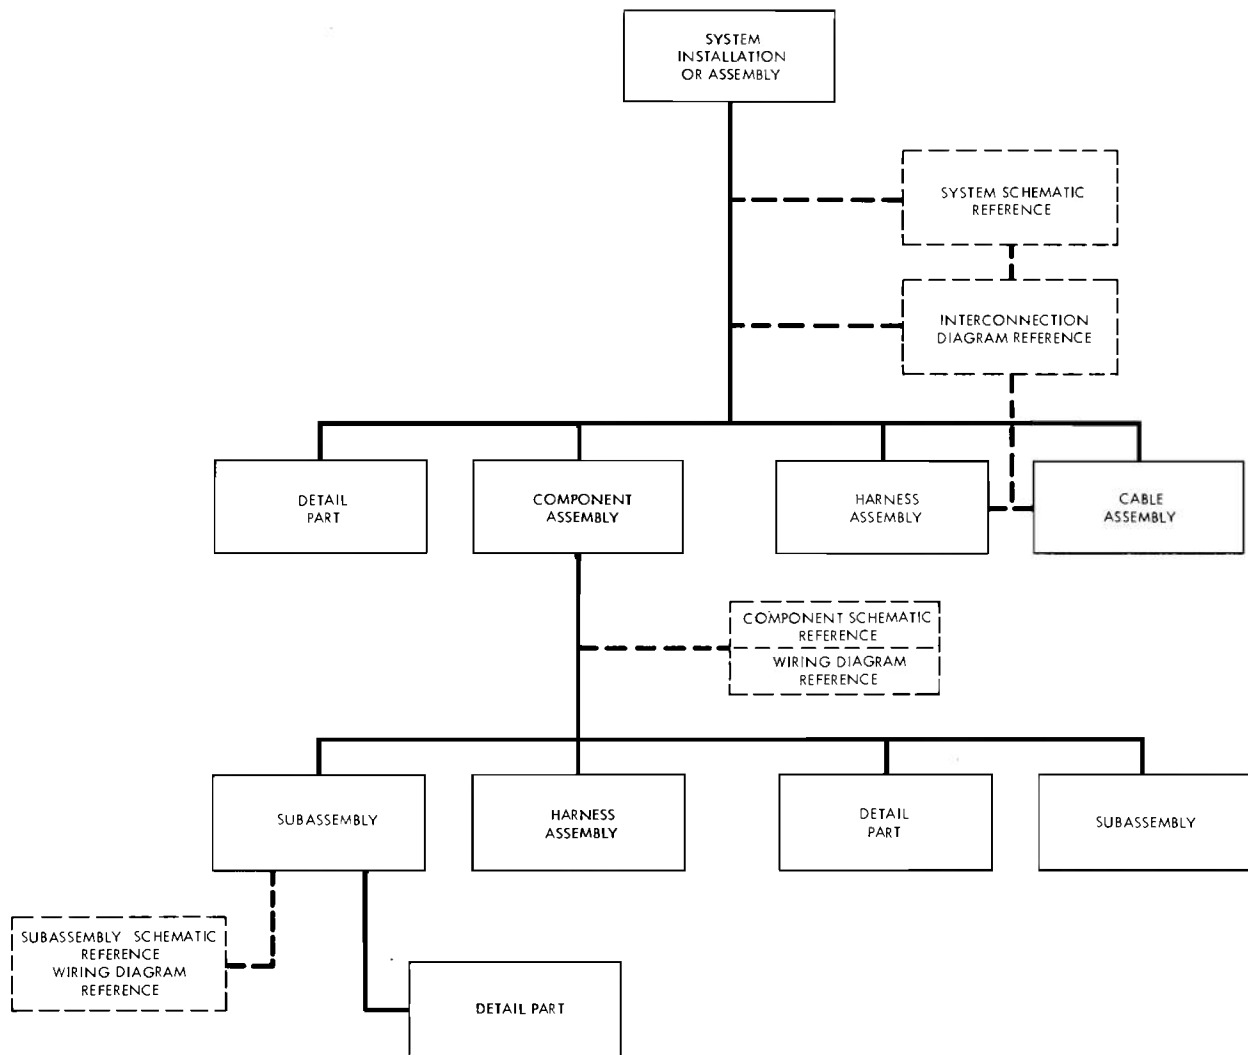 SYSTEM
INSTALLATION
OR ASSEMBLY
SYSTEM SCHEMATIC
REFERENCE
INTERCONNECTION
DIAGRAM REFERENCE
DETAIL
PART
COMPONENT
ASSEMBLY
HARNESS
ASSEMBLY
CABLE
ASSEMBLY
COMPONENT SCHEMATIC
REFERENCE
WIRING DIAGRAM
REFERENCE
SUBASSEMBLY
HARNESS
ASSEMBLY
DETAIL
PART
SUBASSEMBLY
SUBASSEMBLY SCHEMATIC
REFERENCE
WIRING DIAGRAM
REFERENCE
DETAIL PART